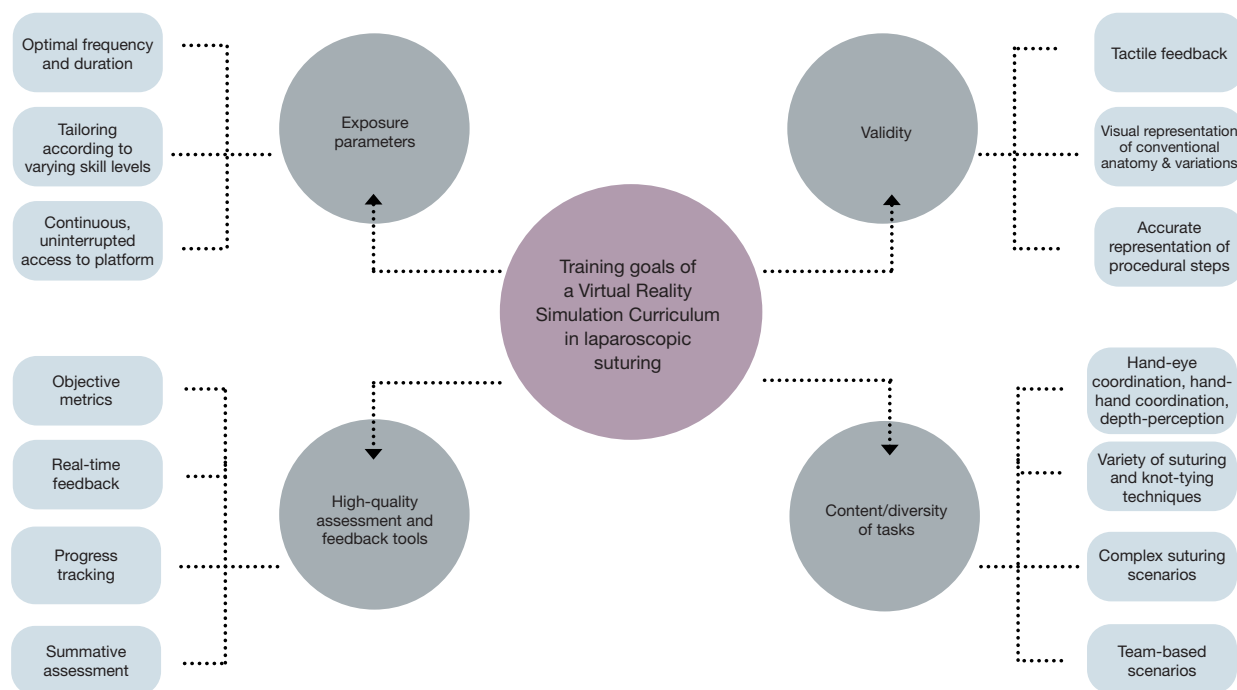 Optimal frequency
and duration
Tailoring
according to
varying skill levels
Continuous,
uninterrupted
access to platform
Exposure
parameters
Validity
Tactile feedback
Visual representation
of conventional
anatomy & variations
Accurate
representation of
procedural steps
Training goals of
a Virtual Reality
Simulation Curriculum
in laparoscopic
suturing
Objective
metrics
Real-time
feedback
Progress
tracking
Summative
assessment
High-quality
assessment and
feedback tools
Content/diversity
of tasks
Hand-eye
coordination, hand-
hand coordination,
depth-perception
Variety of suturing
and knot-tying
techniques
Complex suturing
scenarios
Team-based
scenarios